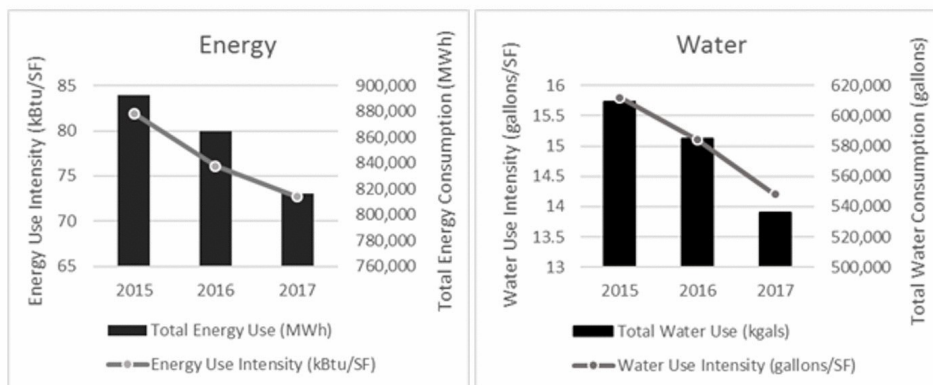 Energy
Energy Use Intensity (kBtu/SF)
85
80
75
70
65
900,000
880,000
860,000
840,000
820,000
800,000
780,000
760,000
Total Energy Consumption (MWh)
2015 2016 2017
Total Energy Use (MWh)
Energy Use Intensity (kBtu/SF)
Water
Water Use Intensity (gallons/SF)
16
15.5
15
14.5
14
13.5
13
620,000
600,000
580,000
560,000
540,000
520,000
500,000
Total Water Consumption (gallons)
2015 2016 2017
Total Water Use (kgals)
Water Use Intensity (gallons/SF)